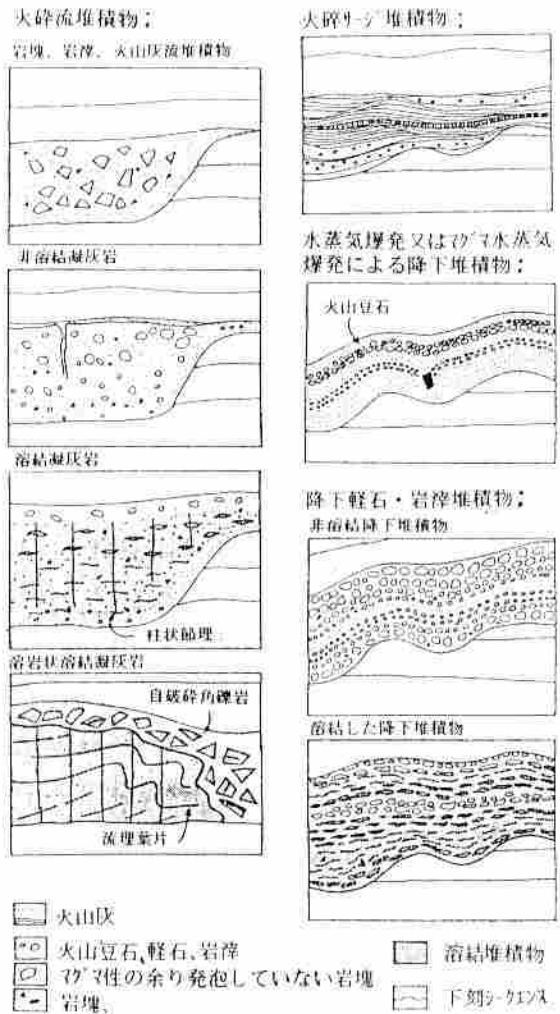 火砕流堆積物;
岩塊、岩滓、火山灰流堆積物
非溶結凝灰岩
溶結凝灰岩
柱状節理
溶岩状溶結凝灰岩
自破砕角礫岩
流理葉片
火砕サージ堆積物;
水蒸気爆発又はマグマ水蒸気
爆発による降下堆積物;
火山豆石
降下軽石・岩滓堆積物;
非溶結降下堆積物
溶結した降下堆積物
火山灰
火山豆石、軽石、岩滓
マグマ性の余り発泡していない岩塊
岩塊、
溶結堆積物
下刻シークエンス